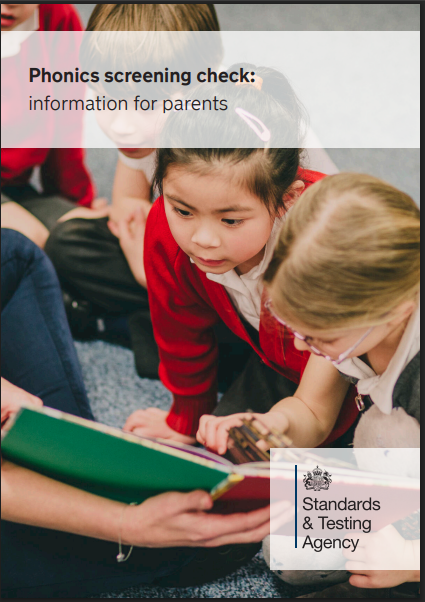 Phonics screening check:
information for parents
Standards
& Testing
Agency